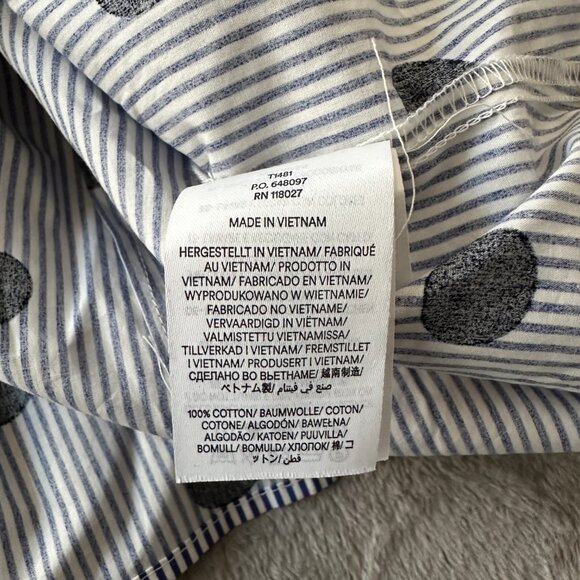 T1481
P.O. 648097
RN 118027
MADE IN VIETNAM
HERGESTELLT IN VIETNAM/ FABRIQUÉ
AU VIETNAM/ PRODOTTO IN
VIETNAM/ FABRICADO EN VIETNAM/
WYPRODUKOWANO W WIETNAMIE/
FABRICADO NO VIETNAME/
VERVAARDIGD IN VIËTNAM/
VALMISTETTU VIETNAMISSA/
TILLVERKAD I VIETNAM/ FREMSTILLET
I VIETNAM/ PRODUSERT I VIETNAM/
СДЕЛАНО ВО ВЬЕТНАМЕ/ 越南制造/
ベトナム製/ صنع في فيتنام/
100% COTTON/ BAUMWOLLE/ COTON/
COTONE/ ALGODÓN/ BAWEŁNA/
ALGODÃO/ KATOEN/ PUUVILLA/
BOMULL/ BOMULD/ ХЛОПОК/ 棉/ コ
ットン/ قطن/